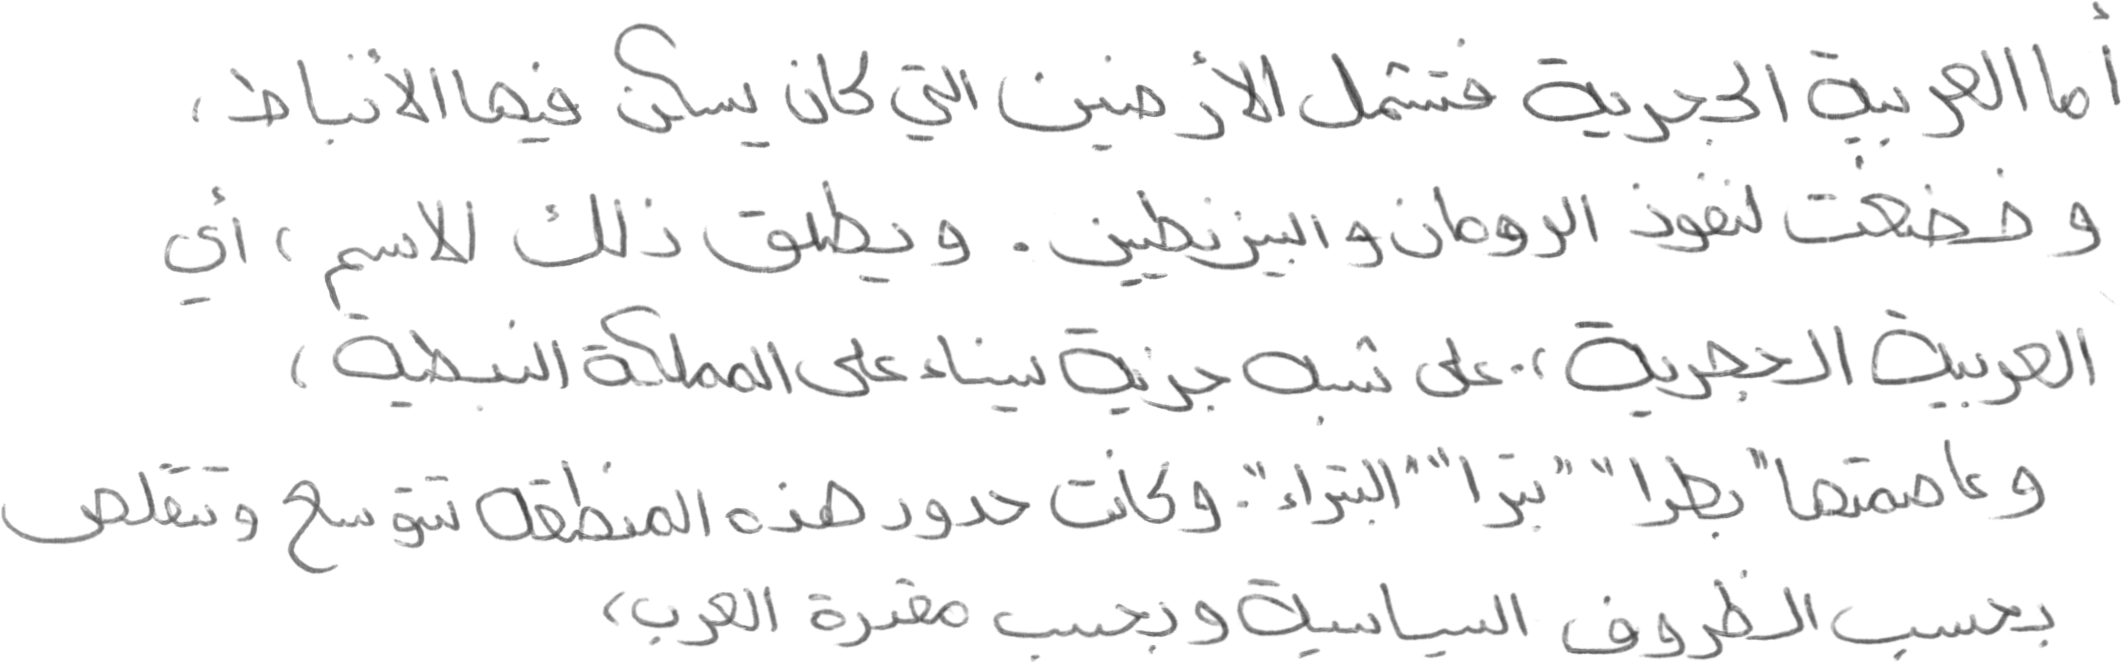 أما العربية الحجرية فتشمل الأرضين التي كان يسكن فيها الأنباط،
وخضعت لنفوذ الرومان والبيزنطين. ويطلق ذلك الاسم، أي
العربية الحجرية، على شبه جزيرة سيناء على المملكة النبطية،
وعاصمتها "بطرا" "بترا" "البتراء". وكانت حدود هذه المنطقة تتوسع وتتقلص
بحسب الظروف السياسية وبحسب مقدرة العرب،